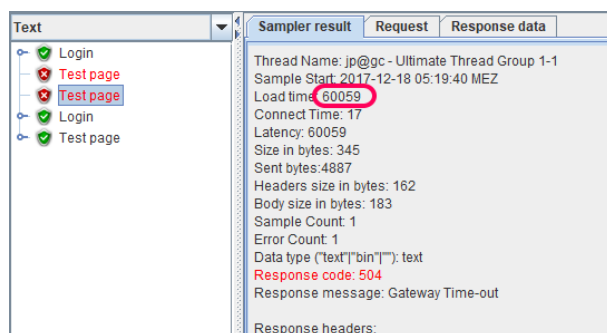 Text
Login
Test page
Test page
Login
Test page
Sampler result Request Response data
Thread Name: jp@gc - Ultimate Thread Group 1-1
Sample Start: 2017-12-18 05:19:40 MEZ
Load time: 60059
Connect Time: 17
Latency: 60059
Size in bytes: 345
Sent bytes:4887
Headers size in bytes: 162
Body size in bytes: 183
Sample Count: 1
Error Count: 1
Data type ("text"|"bin"|""): text
Response code: 504
Response message: Gateway Time-out
Response headers: